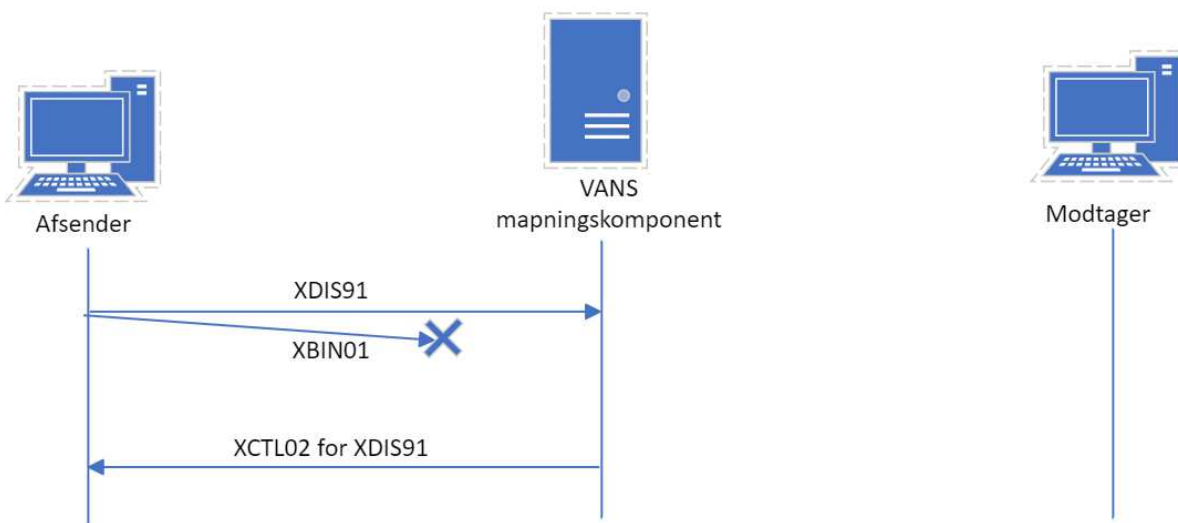 VANS
mapningskomponent
Afsender
Modtager
XDIS91
XBIN01
XCTL02 for XDIS91